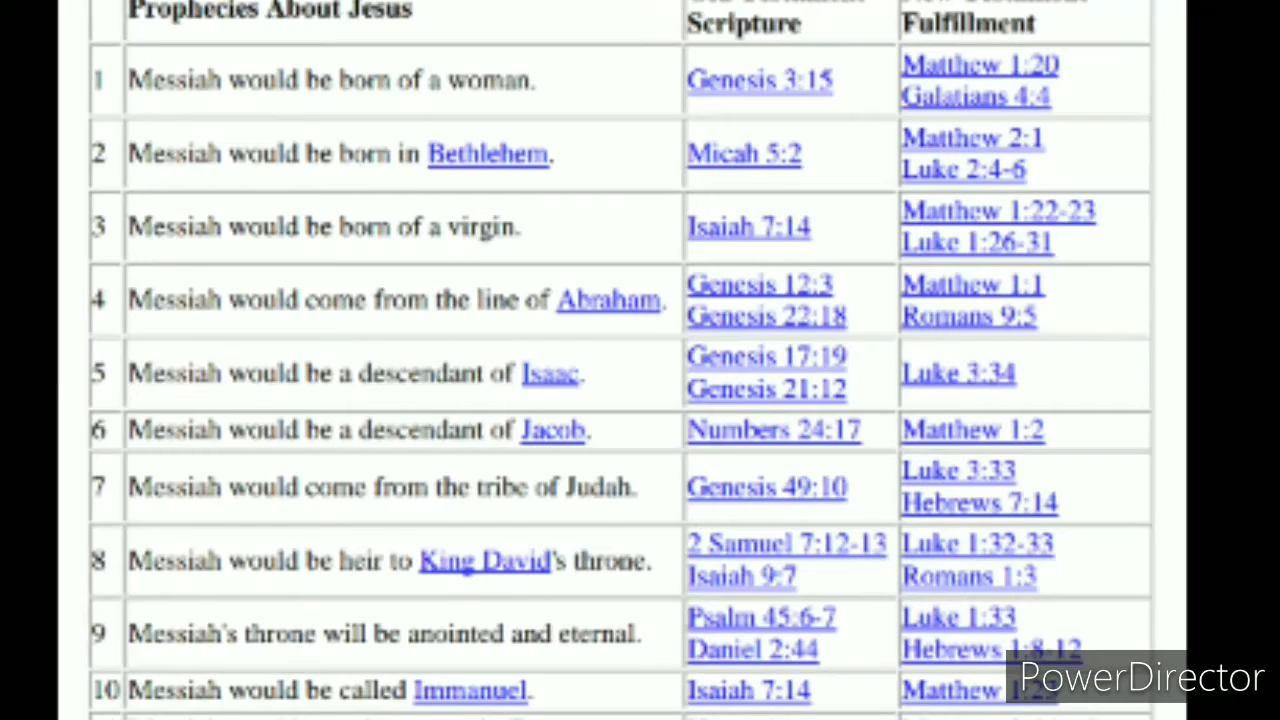 Prophecies About Jesus
Scripture
Fulfillment
1 Messiah would be born of a woman. Genesis 3:15 Matthew 1:20
Galatians 4:4
2 Messiah would be born in Bethlehem. Micah 5:2 Matthew 2:1
Luke 2:4-6
3 Messiah would be born of a virgin. Isaiah 7:14 Matthew 1:22-23
Luke 1:26-31
4 Messiah would come from the line of Abraham. Genesis 12:3 Matthew 1:1
Genesis 22:18 Romans 9:5
5 Messiah would be a descendant of Isaac. Genesis 17:19 Luke 3:34
Genesis 21:12
6 Messiah would be a descendant of Jacob. Numbers 24:17 Matthew 1:2
7 Messiah would come from the tribe of Judah. Genesis 49:10 Luke 3:33
Hebrews 7:14
8 Messiah would be heir to King David's throne. 2 Samuel 7:12-13 Luke 1:32-33
Isaiah 9:7 Romans 1:3
9 Messiah's throne will be anointed and eternal. Psalm 45:6-7 Luke 1:33
Daniel 2:44 Hebrews 1:8-12
10 Messiah would be called Immanuel. Isaiah 7:14 Matthew
PowerDirector